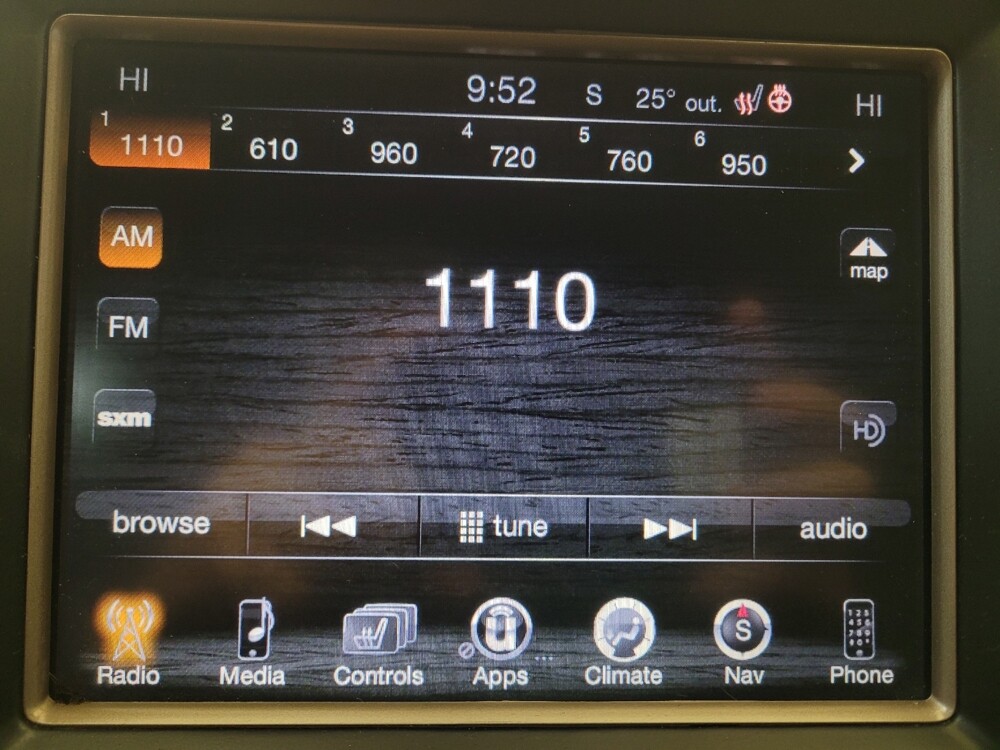 HI 9:52 S 25° out. HI
1 1110 2 610 3 960 4 720 5 760 6 950
AM
1110
map
FM
sxm
HD
browse tune audio
Radio Media Controls Apps Climate S Nav Phone